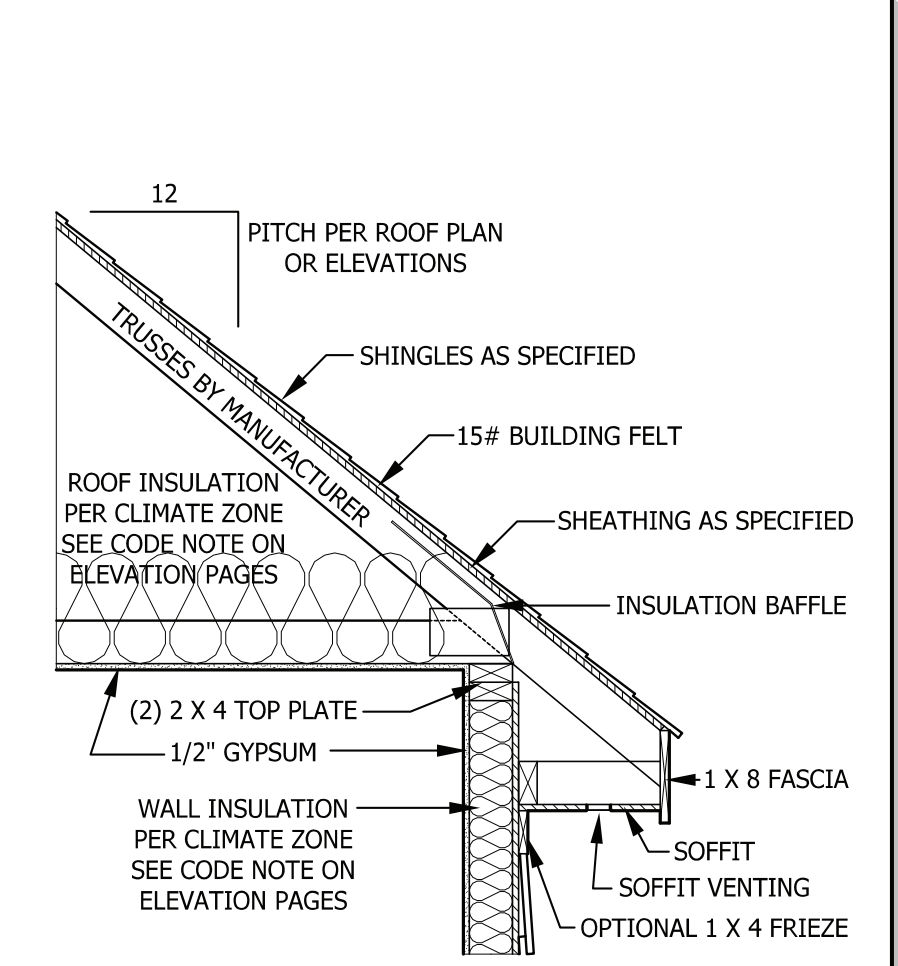 12
PITCH PER ROOF PLAN
OR ELEVATIONS
TRUSSES BY MANUFACTURER
SHINGLES AS SPECIFIED
15# BUILDING FELT
ROOF INSULATION
PER CLIMATE ZONE
SEE CODE NOTE ON
ELEVATION PAGES
SHEATHING AS SPECIFIED
INSULATION BAFFLE
(2) 2 X 4 TOP PLATE
1/2" GYPSUM
1 X 8 FASCIA
WALL INSULATION
PER CLIMATE ZONE
SEE CODE NOTE ON
ELEVATION PAGES
SOFFIT
SOFFIT VENTING
OPTIONAL 1 X 4 FRIEZE